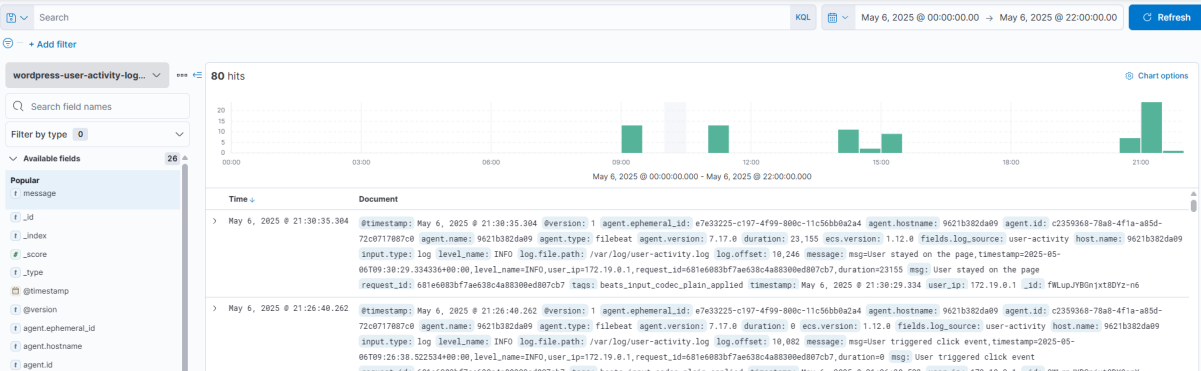 Search KQL May 6, 2025 @ 00:00:00.00 → May 6, 2025 @ 22:00:00.00 Refresh
+ Add filter
wordpress-user-activity-log...
Search field names
Filter by type 0
Available fields 26
Popular
message
_id
_index
_score
_type
@timestamp
@version
agent.ephemeral_id
agent.hostname
agent.id
80 hits Chart options
20
15
10
5
0
00:00 03:00 06:00 09:00 12:00 15:00 18:00 21:00
May 6, 2025 @ 00:00:00.000 - May 6, 2025 @ 22:00:00.000
Time Document
May 6, 2025 @ 21:30:35.304 @timestamp: May 6, 2025 @ 21:30:35.304 @version: 1 agent.ephemeral_id: e7e33225-c197-4f99-800c-11c56bb0a2a4 agent.hostname: 9621b382da09 agent.id: c2359368-78a8-4f1a-a85d-
72c0717087c0 agent.name: 9621b382da09 agent.type: filebeat agent.version: 7.17.0 duration: 23,155 ecs.version: 1.12.0 fields.log_source: user-activity host.name: 9621b382da09
input.type: log level_name: INFO log.file.path: /var/log/user-activity.log log.offset: 10,246 message: msg=User stayed on the page,timestamp=2025-05-
06T09:30:29.334336+00:00,level_name=INFO,user_ip=172.19.0.1,request_id=681e6083bf7ae638c4a88300ed807cb7,duration=23155 msg: User stayed on the page
request_id: 681e6083bf7ae638c4a88300ed807cb7 tags: beats_input_codec_plain_applied timestamp: May 6, 2025 @ 21:30:29.334 user_ip: 172.19.0.1 _id: fWLupJYBGnjxt8DYz-n6
May 6, 2025 @ 21:26:40.262 @timestamp: May 6, 2025 @ 21:26:40.262 @version: 1 agent.ephemeral_id: e7e33225-c197-4f99-800c-11c56bb0a2a4 agent.hostname: 9621b382da09 agent.id: c2359368-78a8-4f1a-a85d-
72c0717087c0 agent.name: 9621b382da09 agent.type: filebeat agent.version: 7.17.0 duration: 0 ecs.version: 1.12.0 fields.log_source: user-activity host.name: 9621b382da09
input.type: log level_name: INFO log.file.path: /var/log/user-activity.log log.offset: 10,082 message: msg=User triggered click event,timestamp=2025-05-
06T09:26:38.522534+00:00,level_name=INFO,user_ip=172.19.0.1,request_id=681e6083bf7ae638c4a88300ed807cb7,duration=0 msg: User triggered click event